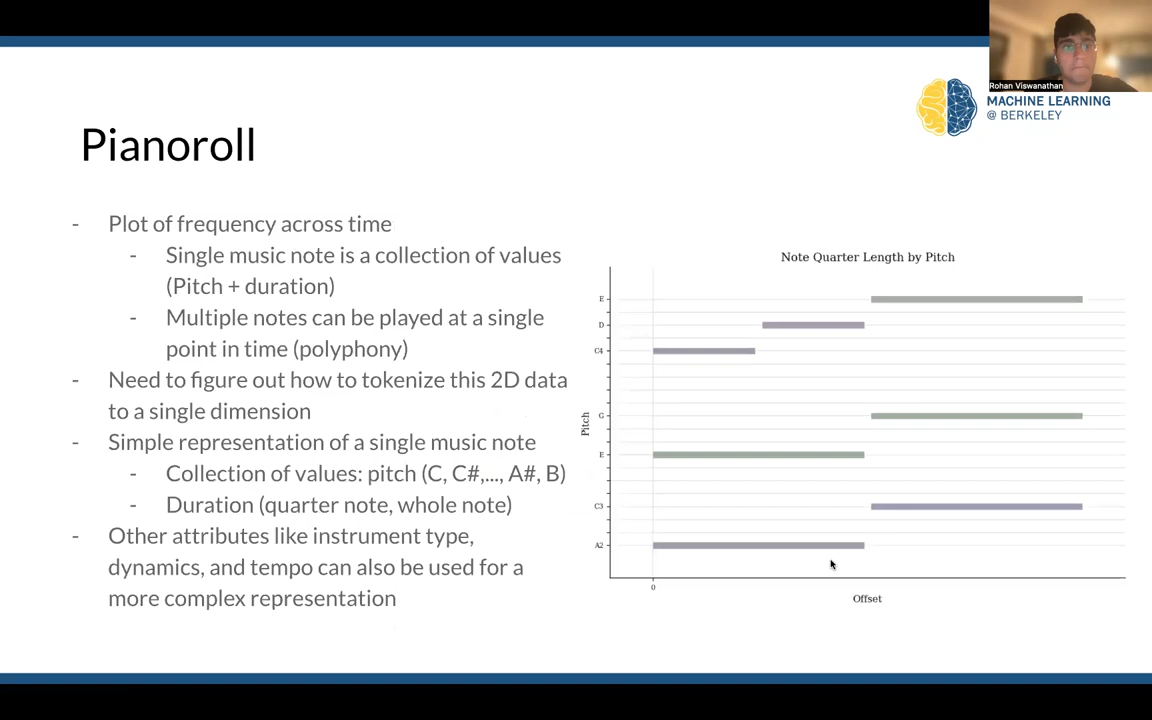 Rohan Viswanathan
MACHINE LEARNING
@ BERKELEY
Pianoroll
- Plot of frequency across time
- Single music note is a collection of values
(Pitch + duration)
- Multiple notes can be played at a single
point in time (polyphony)
- Need to figure out how to tokenize this 2D data
to a single dimension
- Simple representation of a single music note
- Collection of values: pitch (C, C#,..., A#, B)
- Duration (quarter note, whole note)
- Other attributes like instrument type,
dynamics, and tempo can also be used for a
more complex representation
Note Quarter Length by Pitch
E
D
C4
G
E
C3
A2
Pitch
0
Offset